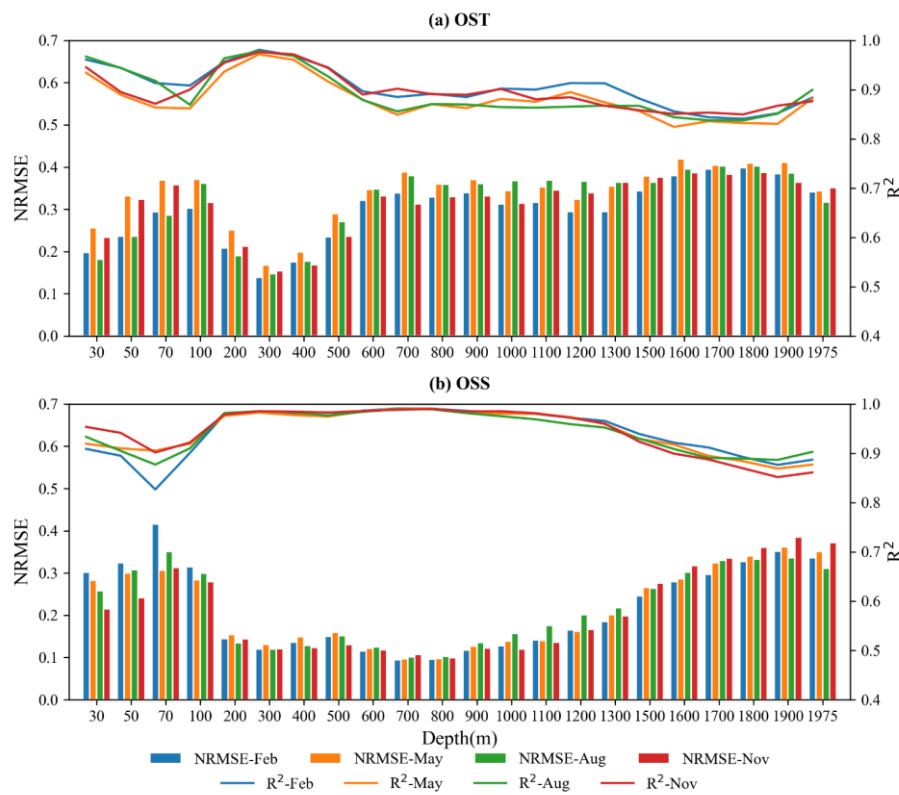 (a) OST
0.7
0.6
0.5
0.4
0.3
0.2
0.1
0.0
NRMSE
1.0
0.9
0.8
0.7
0.6
0.5
0.4
R²
30 50 70 100 200 300 400 500 600 700 800 900 1000 1100 1200 1300 1500 1600 1700 1800 1900 1975
(b) OSS
0.7
0.6
0.5
0.4
0.3
0.2
0.1
0.0
NRMSE
1.0
0.9
0.8
0.7
0.6
0.5
0.4
R²
30 50 70 100 200 300 400 500 600 700 800 900 1000 1100 1200 1300 1500 1600 1700 1800 1900 1975
Depth(m)
NRMSE-Feb NRMSE-May NRMSE-Aug NRMSE-Nov
R²-Feb R²-May R²-Aug R²-Nov